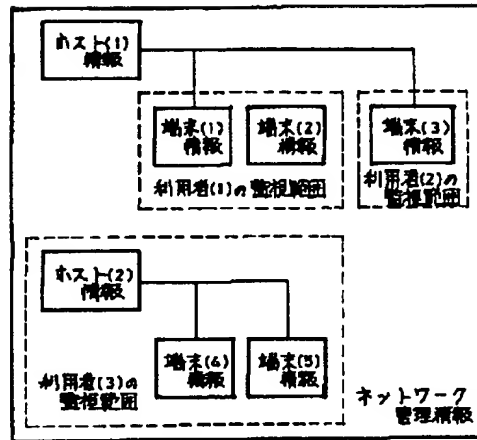 ホスト(1)
情報
端末(1)
情報
端末(2)
情報
端末(3)
情報
利用者(1)の監視範囲
利用者(2)の
監視範囲
ホスト(2)
情報
端末(4)
情報
端末(5)
情報
利用者(3)の
監視範囲
ネットワーク
管理情報